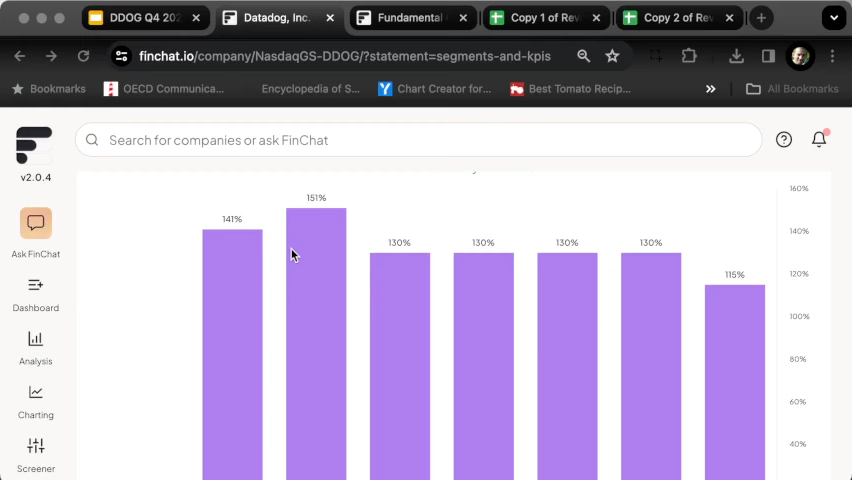 DDOG Q4 202
Datadog, Inc.
Fundamental
Copy 1 of Rev
Copy 2 of Rev
finchat.io/company/NasdaqGS-DDOG/?statement=segments-and-kpis
Bookmarks
OECD Communica...
Encyclopedia of S...
Chart Creator for...
Best Tomato Recip...
All Bookmarks
v2.0.4
Search for companies or ask FinChat
Ask FinChat
Dashboard
Analysis
Charting
Screener
141%
151%
130%
130%
130%
130%
115%
160%
140%
120%
100%
80%
60%
40%